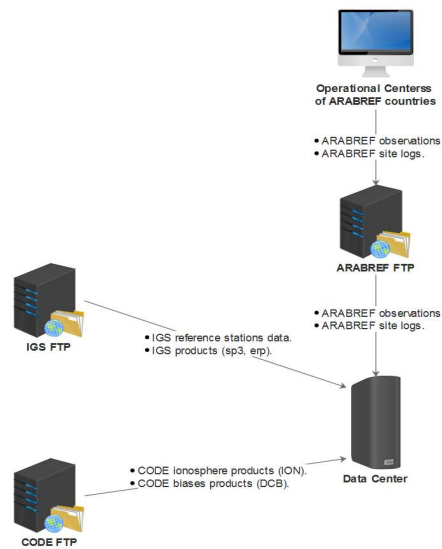 Operational Centerss
of ARABREF countries
• ARABREF observations
• ARABREF site logs.
ARABREF FTP
• ARABREF observations
• ARABREF site logs.
IGS FTP
• IGS reference stations data.
• IGS products (sp3, erp).
Data Center
• CODE ionosphere products (ION).
• CODE biases products (DCB).
CODE FTP